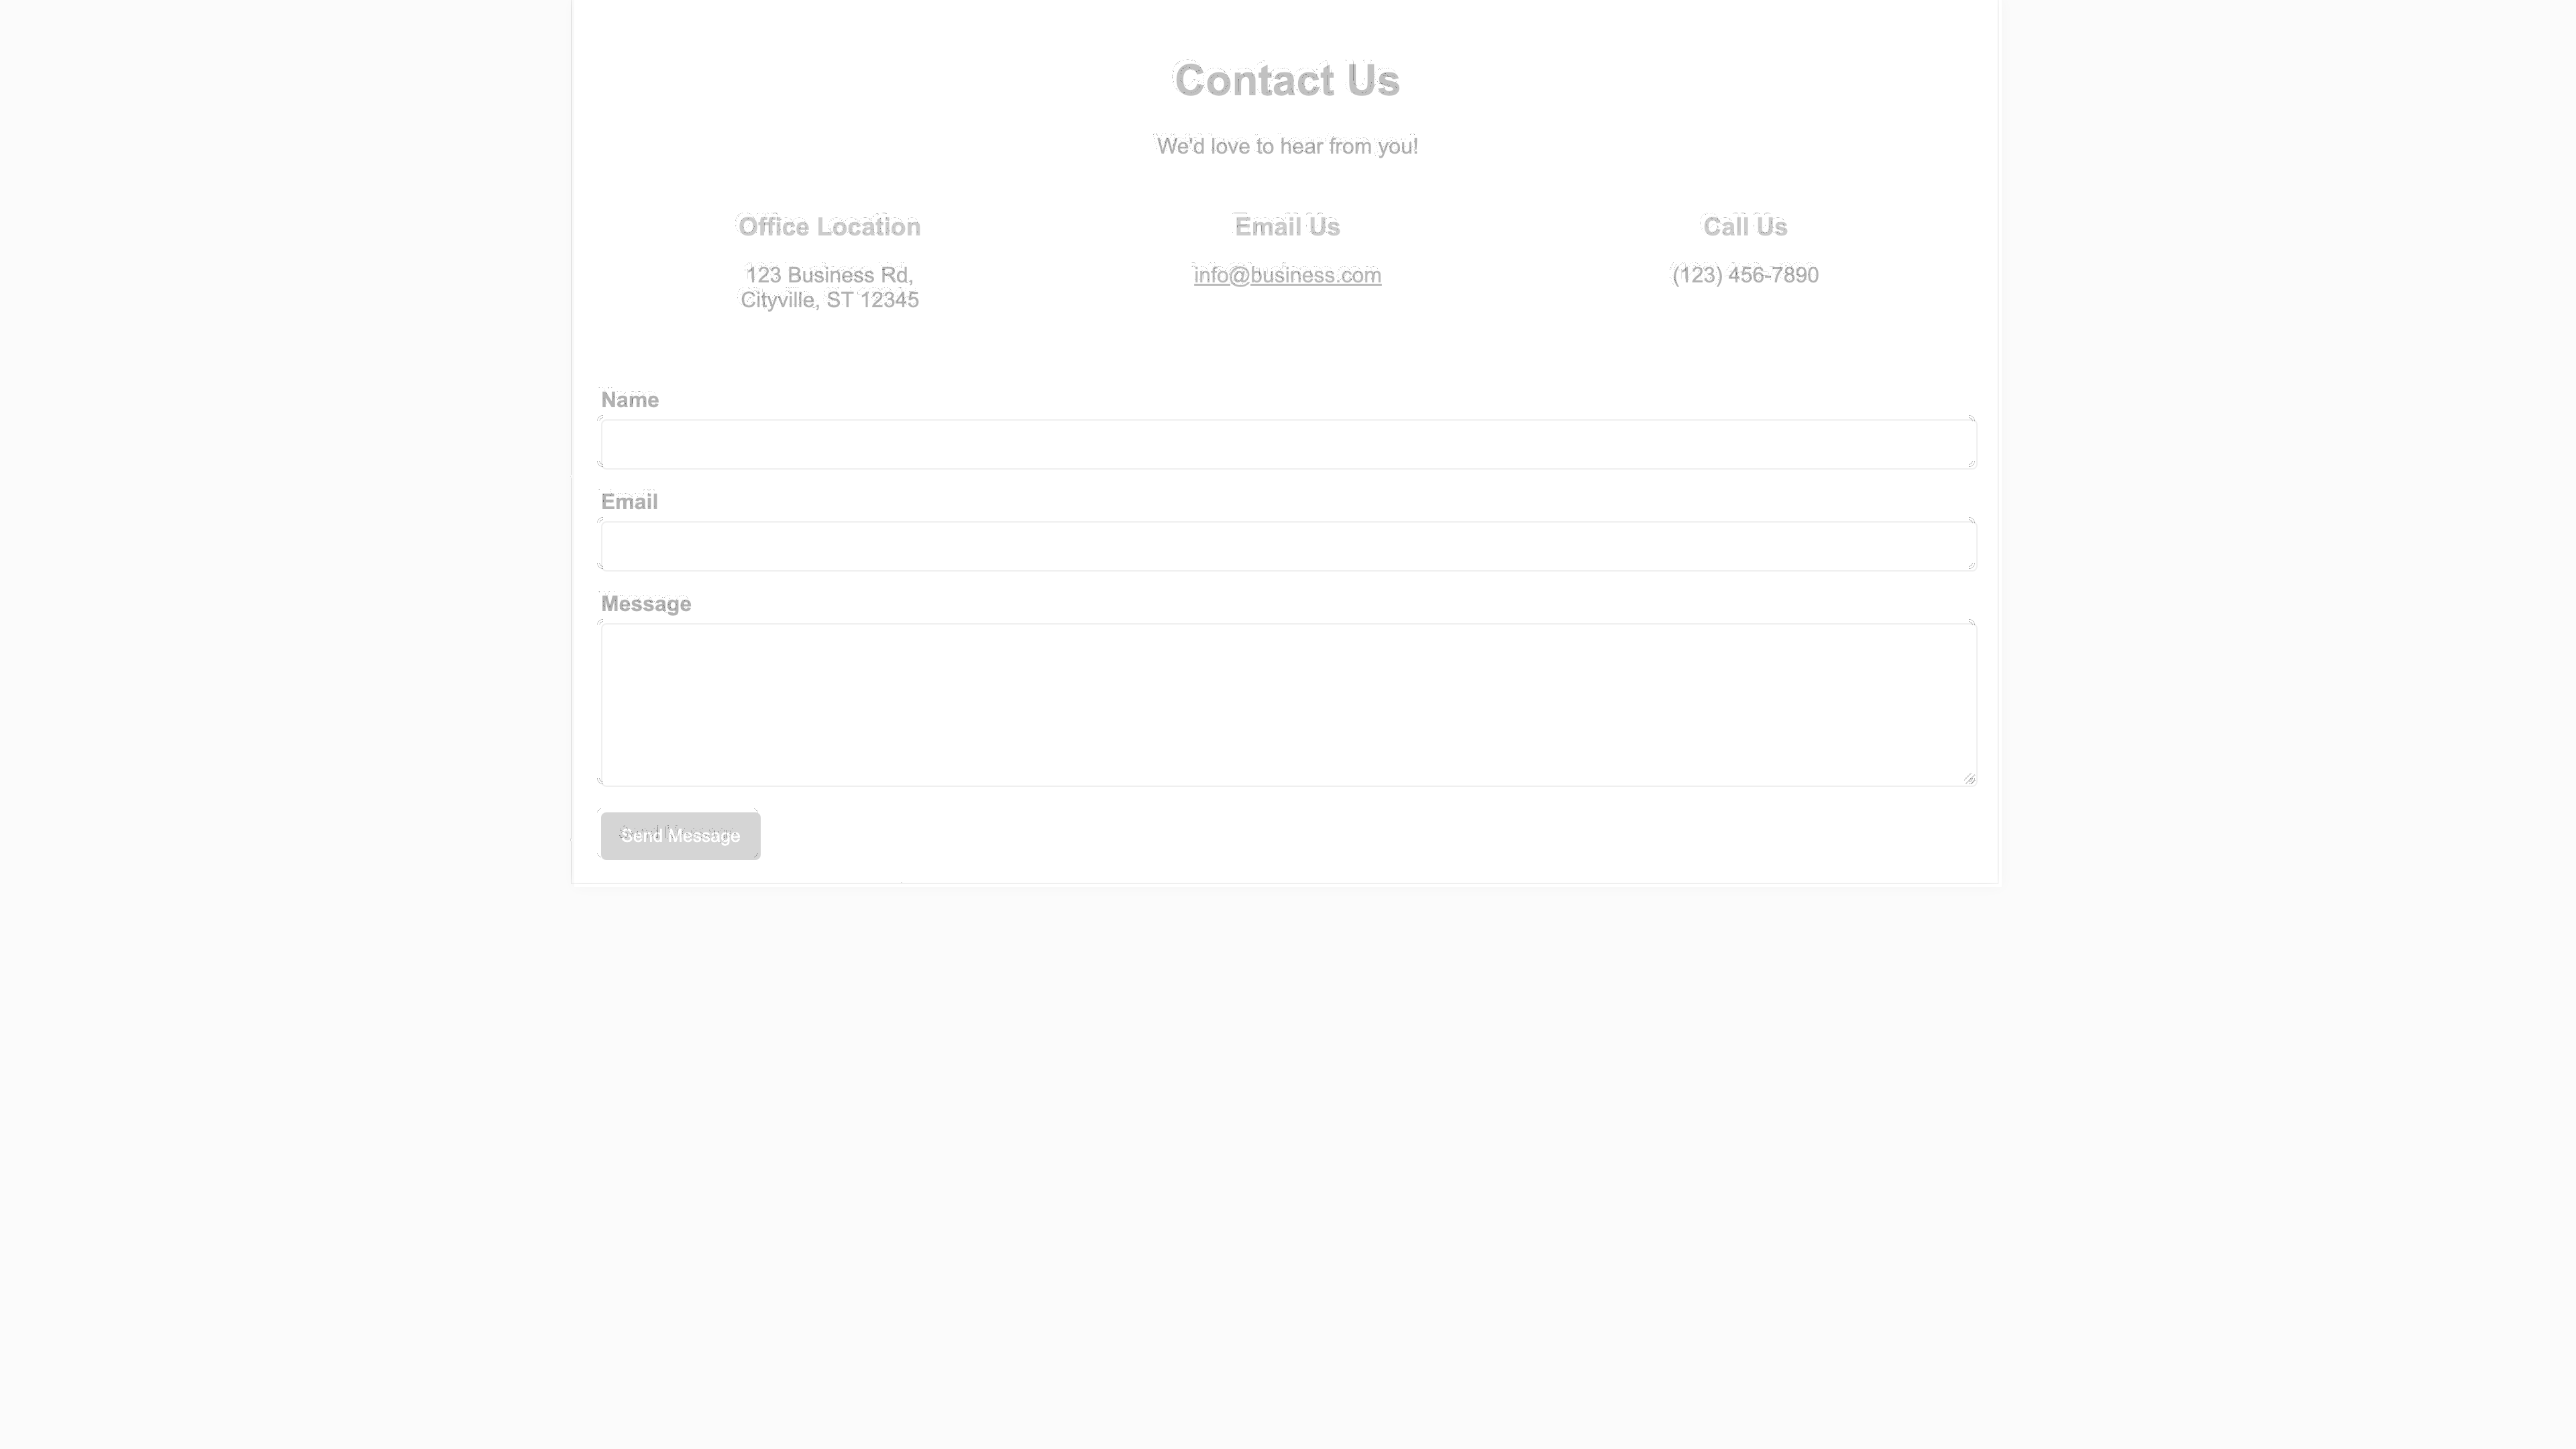 Contact Us
We'd love to hear from you!
Office Location
123 Business Rd,
Cityville, ST 12345
Email Us
info@business.com
Call Us
(123) 456-7890
Name
Email
Message
Send Message